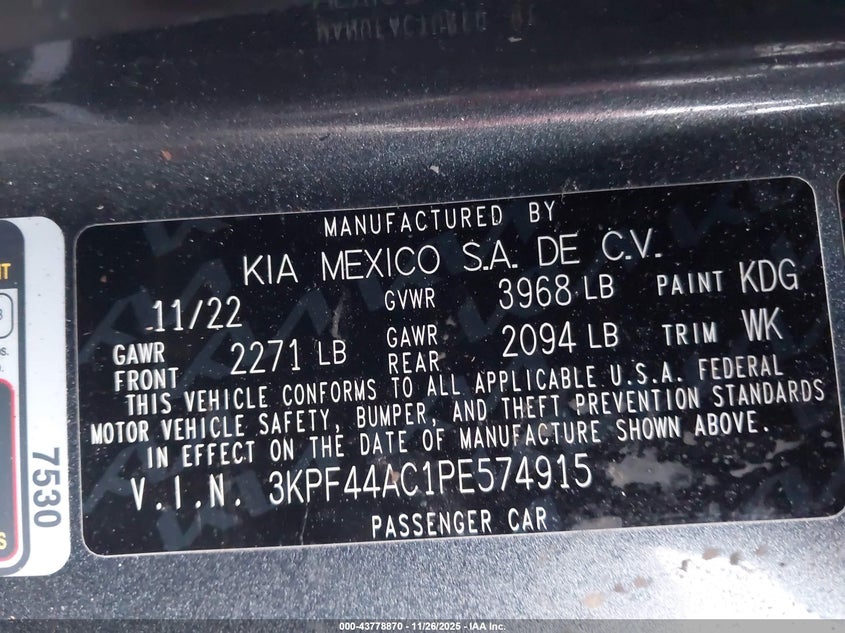 MANUFACTURED BY
KIA MEXICO S.A. DE C.V.
11/22 GVWR 3968 LB PAINT KDG
GAWR FRONT 2271 LB GAWR REAR 2094 LB TRIM WK
THIS VEHICLE CONFORMS TO ALL APPLICABLE U.S.A. FEDERAL
MOTOR VEHICLE SAFETY, BUMPER, AND THEFT PREVENTION STANDARDS
IN EFFECT ON THE DATE OF MANUFACTURE SHOWN ABOVE.
V.I.N. 3KPF44AC1PE574915
PASSENGER CAR
7530
000-43778870 - 11/26/2025 - IAA Inc.